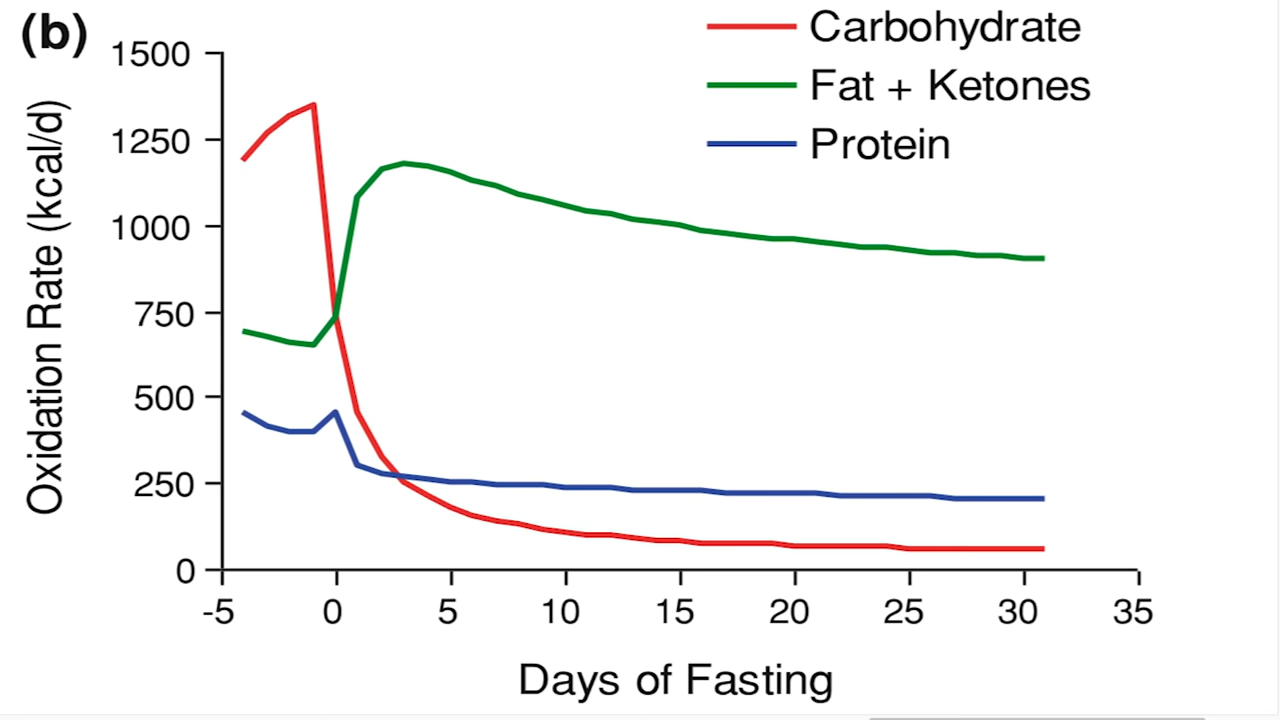 (b)
Carbohydrate
Fat + Ketones
Protein
Oxidation Rate (kcal/d)
1500
1250
1000
750
500
250
0
-5 0 5 10 15 20 25 30 35
Days of Fasting